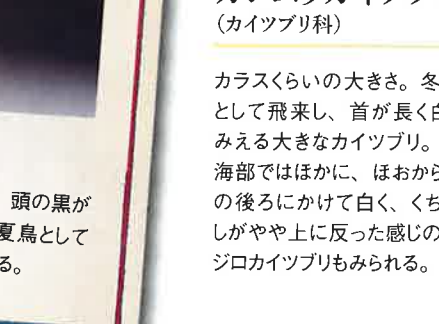 (カイツブリ科)
カラスくらいの大きさ。冬
として飛来し、首が長く白
みえる大きなカイツブリ。
海部ではほかに、ほおから
の後ろにかけて白く、くち
しがやや上に反った感じの
ジロカイツブリもみられる。
頭の黒が
夏鳥として
る。